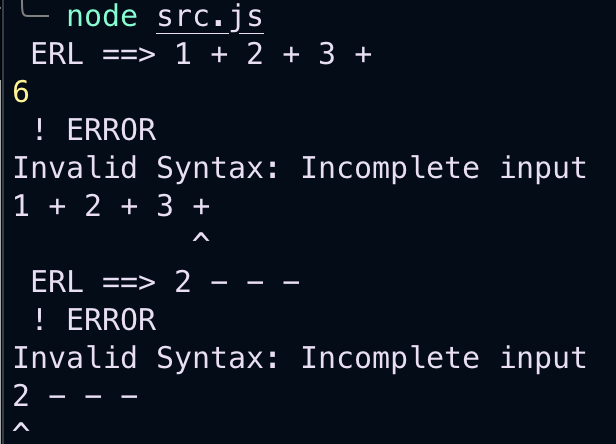 node src.js
ERL ==> 1 + 2 + 3 +
6
! ERROR
Invalid Syntax: Incomplete input
1 + 2 + 3 +
          ^
ERL ==> 2 - - -
! ERROR
Invalid Syntax: Incomplete input
2 - - -
^